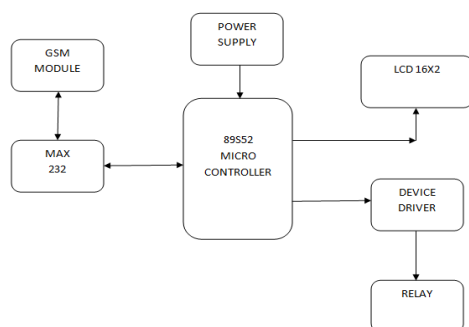 POWER
SUPPLY
GSM
MODULE
LCD 16X2
MAX
232
89S52
MICRO
CONTROLLER
DEVICE
DRIVER
RELAY